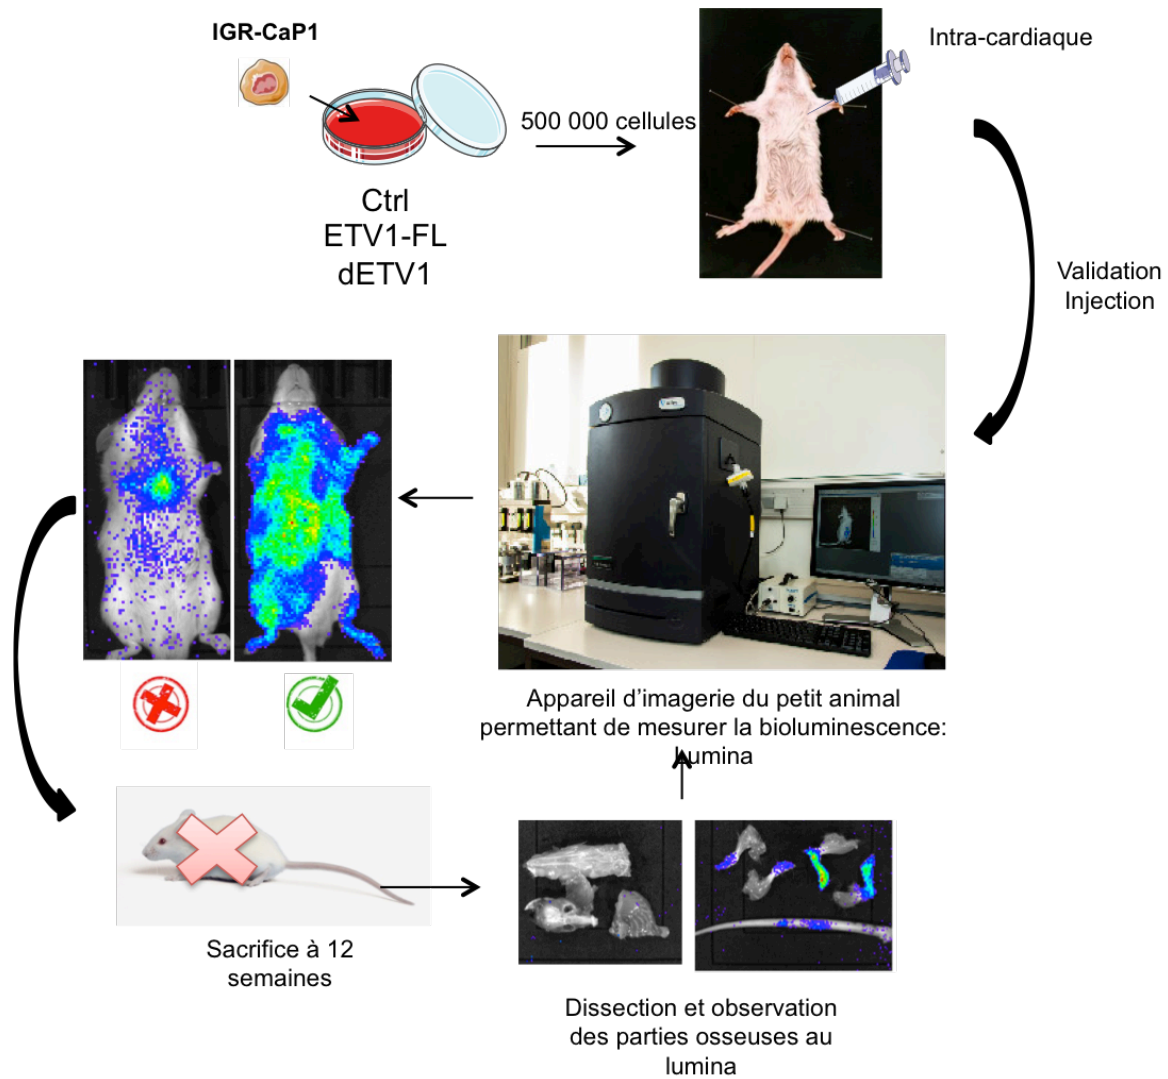 IGR-CaP1
500 000 cellules
Intra-cardiaque
Ctrl
ETV1-FL
dETV1
Validation
Injection
Appareil d’imagerie du petit animal
permettant de mesurer la bioluminescence:
Lumina
Sacrifice à 12
semaines
Dissection et observation
des parties osseuses au
lumina